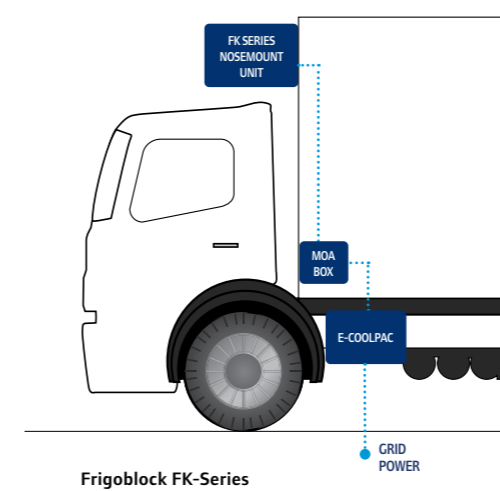 FK SERIES
NOSEMOUNT
UNIT
MOA
BOX
E-COOLPAC
GRID
POWER
Frigoblock FK-Series